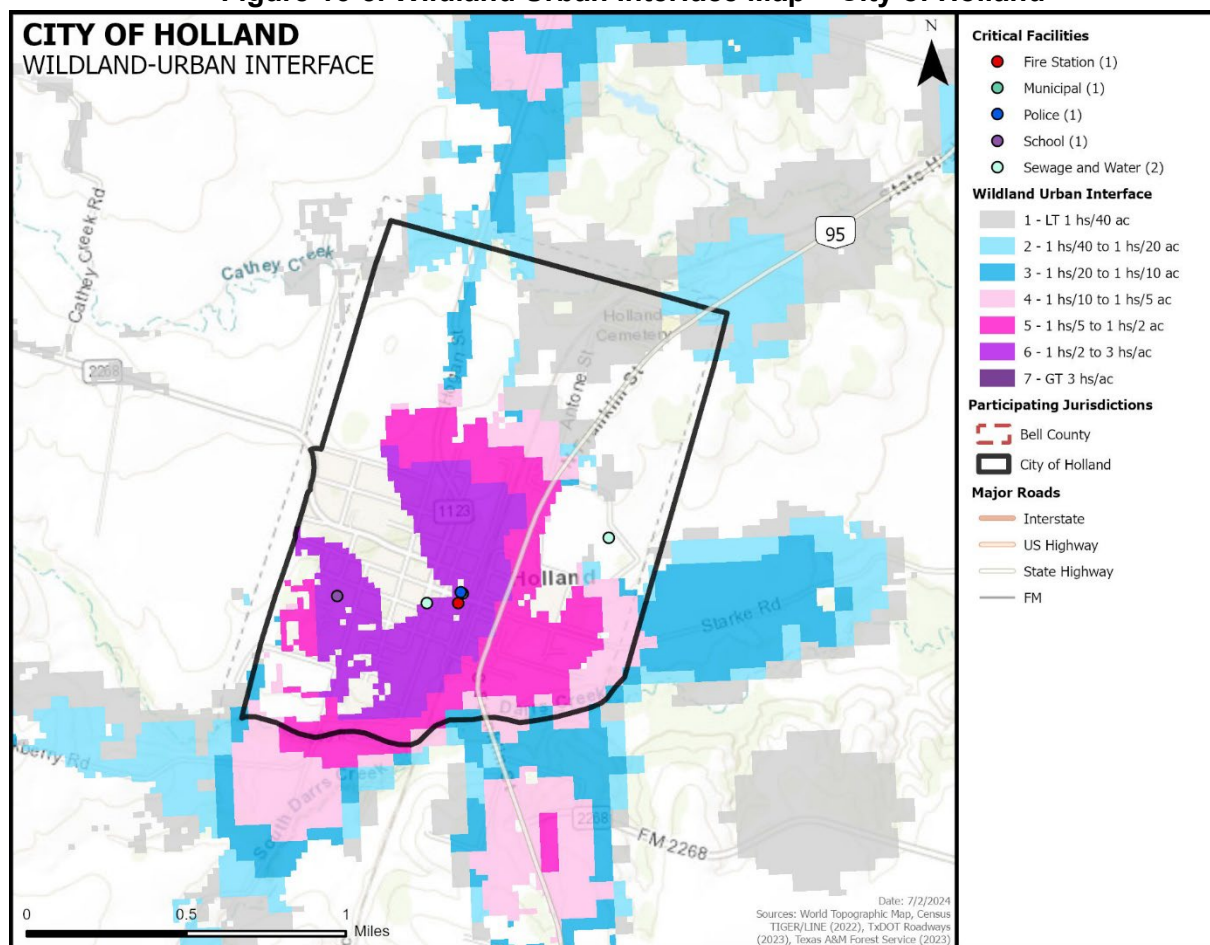 Figure 16-8. Wildland Urban Interface Map – City of Holland
CITY OF HOLLAND
WILDLAND-URBAN INTERFACE
N
95
Cathey Creek Rd
Cathey Creek
2268
Hogan St
Antone St
Holland
Cemetery
1123
Holland
Starke Rd
Darrs Creek
South Darrs Creek
2268
FM 2268
0
0.5
1
Miles
Date: 7/2/2024
Sources: World Topographic Map, Census
TIGER/LINE (2022), TxDOT Roadways
(2023), Texas A&M Forest Service (2023)
Critical Facilities
Fire Station (1)
Municipal (1)
Police (1)
School (1)
Sewage and Water (2)
Wildland Urban Interface
1 - LT 1 hs/40 ac
2 - 1 hs/40 to 1 hs/20 ac
3 - 1 hs/20 to 1 hs/10 ac
4 - 1 hs/10 to 1 hs/5 ac
5 - 1 hs/5 to 1 hs/2 ac
6 - 1 hs/2 to 3 hs/ac
7 - GT 3 hs/ac
Participating Jurisdictions
Bell County
City of Holland
Major Roads
Interstate
US Highway
State Highway
FM